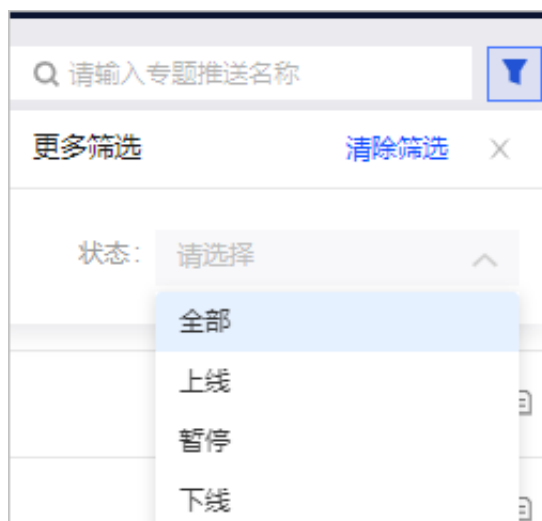 请输入专题推送名称
更多筛选 清除筛选
状态： 请选择
全部
上线
暂停
下线